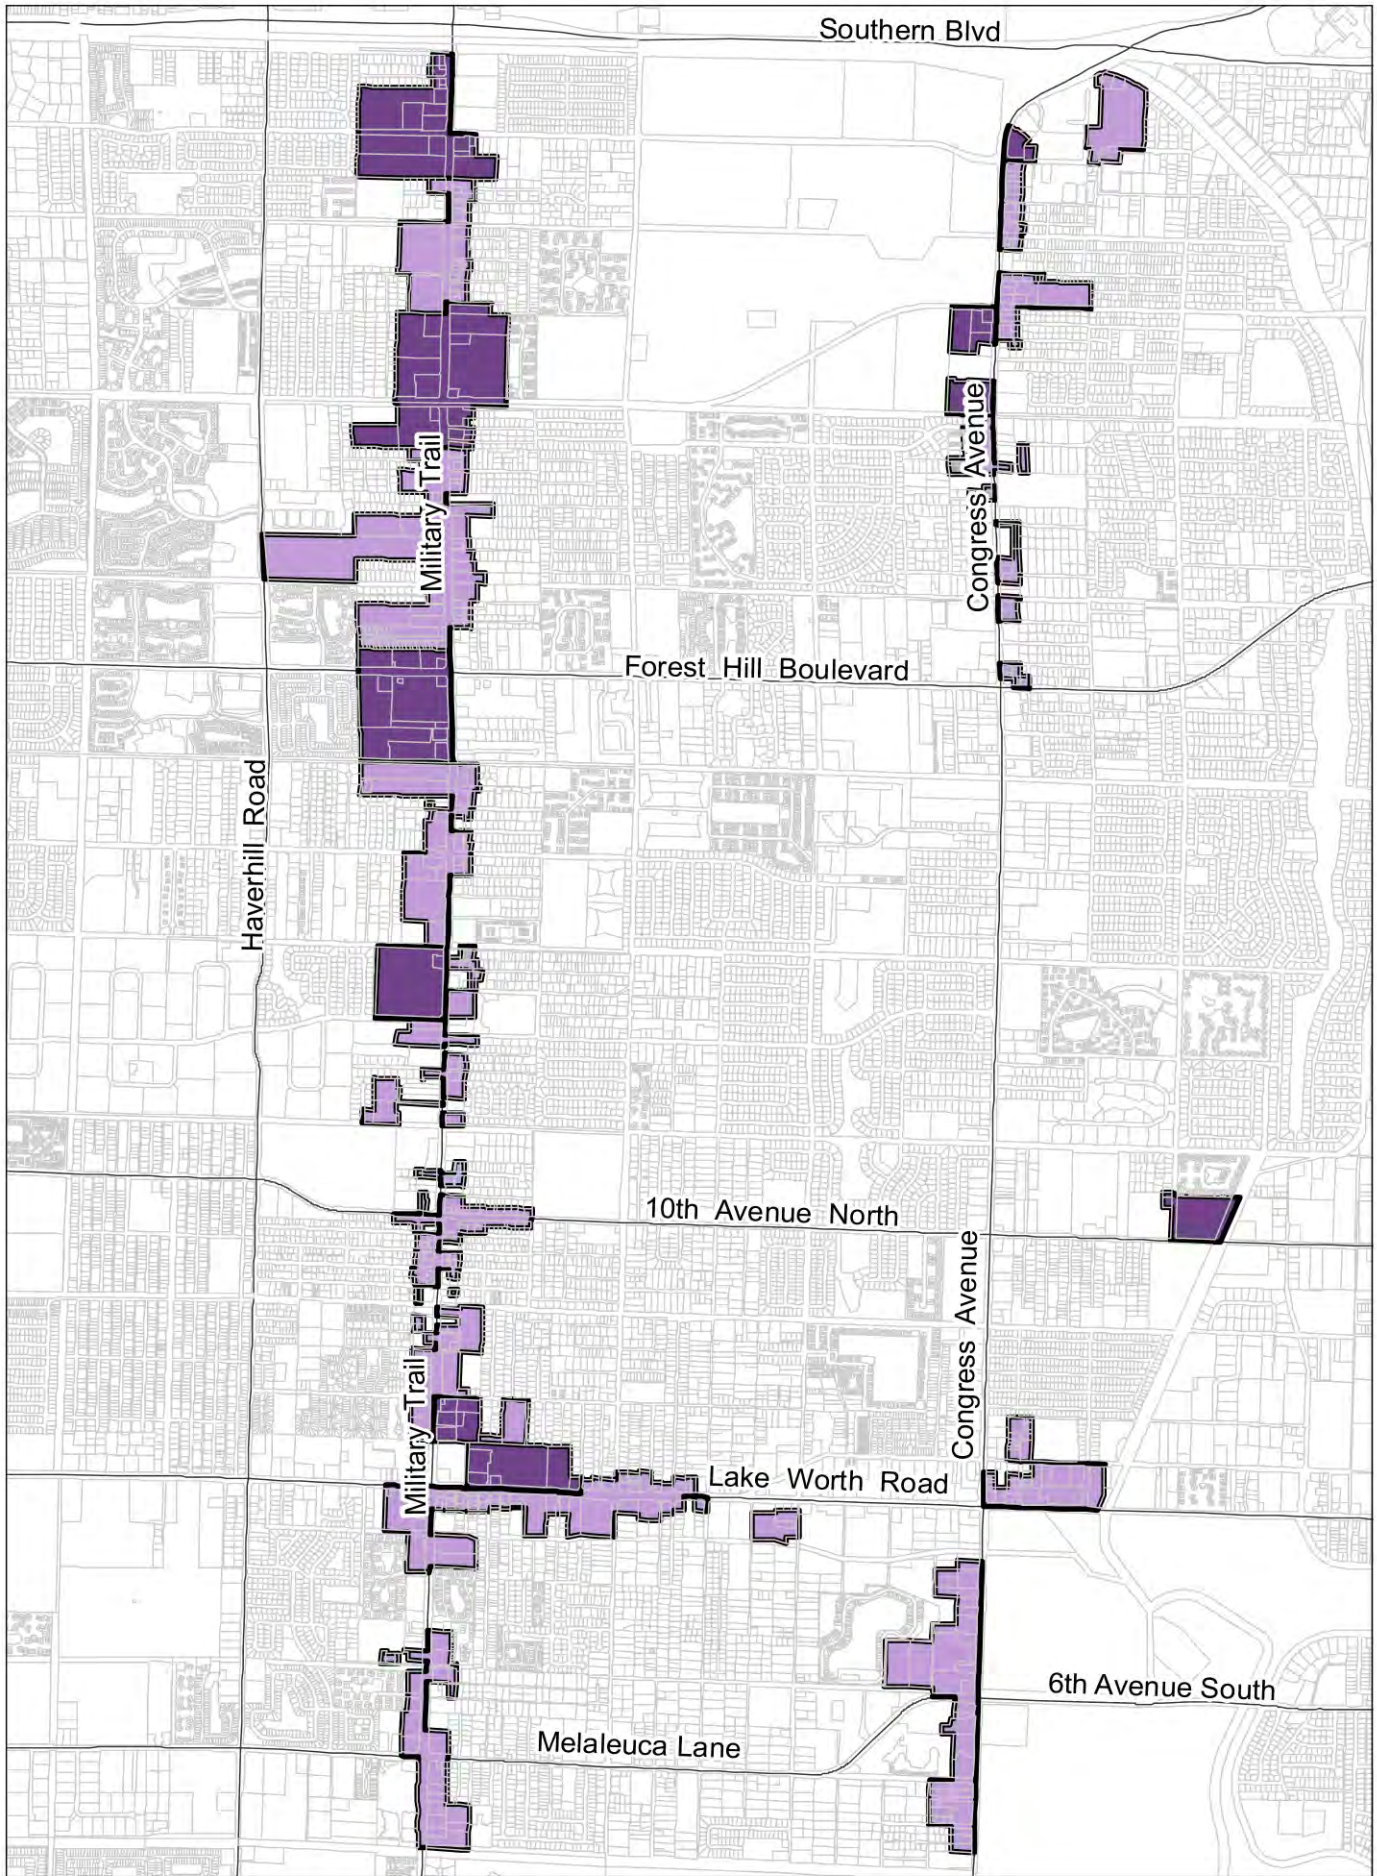 Southern Blvd
Military Trail
Congress Avenue
Forest Hill Boulevard
Haverhill Road
10th Avenue North
Congress Avenue
Military Trail
Lake Worth Road
6th Avenue South
Melaleuca Lane